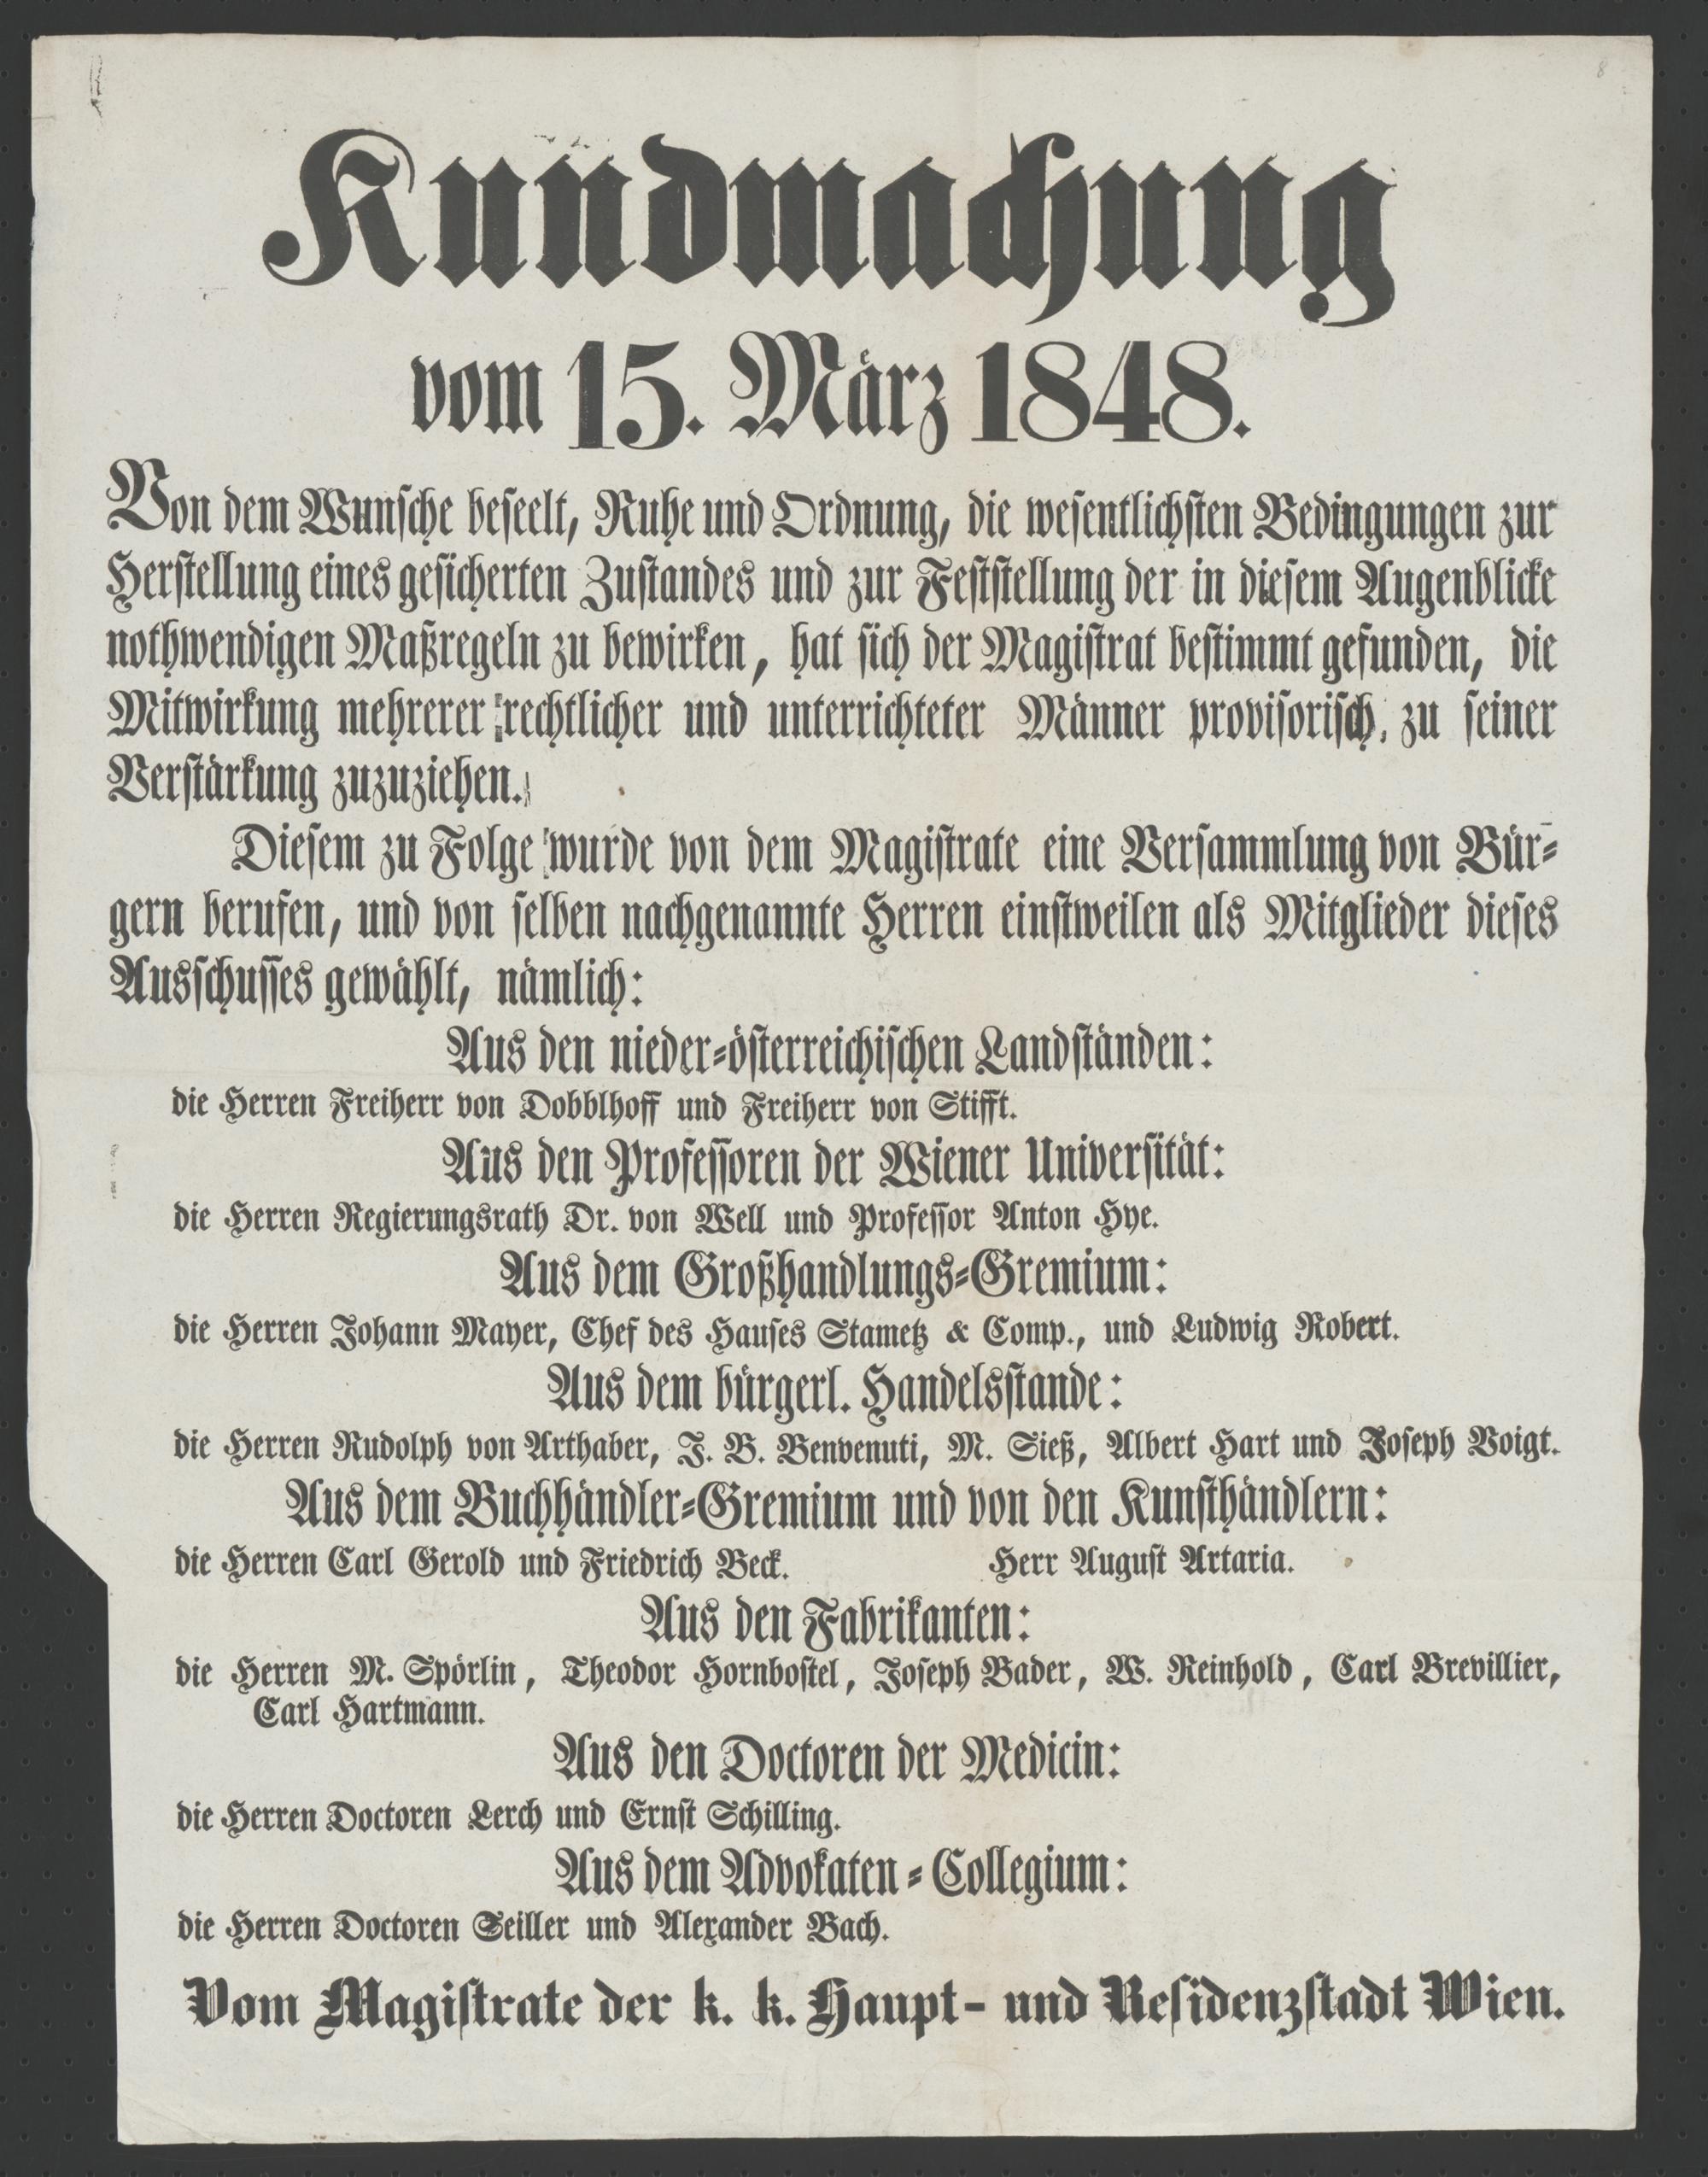 Kundmachung
vom 15. März 1848.
Von dem Wunsche beseelt, Ruhe und Ordnung, die wesentlichsten Bedingungen zur
Herstellung eines gesicherten Zustandes und zur Feststellung der in diesem Augenblicke
nothwendigen Maßregeln zu bewirken, hat sich der Magistrat bestimmt gefunden, die
Mitwirkung mehrerer rechtlicher und unterrichteter Männer provisorisch, zu seiner
Verstärkung zuzuziehen.
Diesem zu Folge wurde von dem Magistrate eine Versammlung von Bür-
gern berufen, und von selben nachgenannte Herren einstweilen als Mitglieder dieses
Ausschusses gewählt, nämlich:
Aus den nieder-österreichischen Landständen:
die Herren Freiherr von Dobblhoff und Freiherr von Stifft.
Aus den Professoren der Wiener Universität:
die Herren Regierungsrath Dr. von Well und Professor Anton Hye.
Aus dem Großhandlungs-Gremium:
die Herren Johann Mayer, Chef des Hauses Stametz & Comp., und Ludwig Robert.
Aus dem bürgerl. Handelsstande:
die Herren Rudolph von Arthaber, J. B. Benvenuti, M. Sieß, Albert Hart und Joseph Voigt.
Aus dem Buchhändler-Gremium und von den Kunsthändlern:
die Herren Carl Gerold und Friedrich Beck. Herr August Artaria.
Aus den Fabrikanten:
die Herren M. Spörlin, Theodor Hornbostel, Joseph Bader, W. Reinhold, Carl Brevillier,
Carl Hartmann.
Aus den Doctoren der Medicin:
die Herren Doctoren Lerch und Ernst Schilling.
Aus dem Advokaten-Collegium:
die Herren Doctoren Seiller und Alexander Bach.
Vom Magistrate der k. k. Haupt- und Residenzstadt Wien.